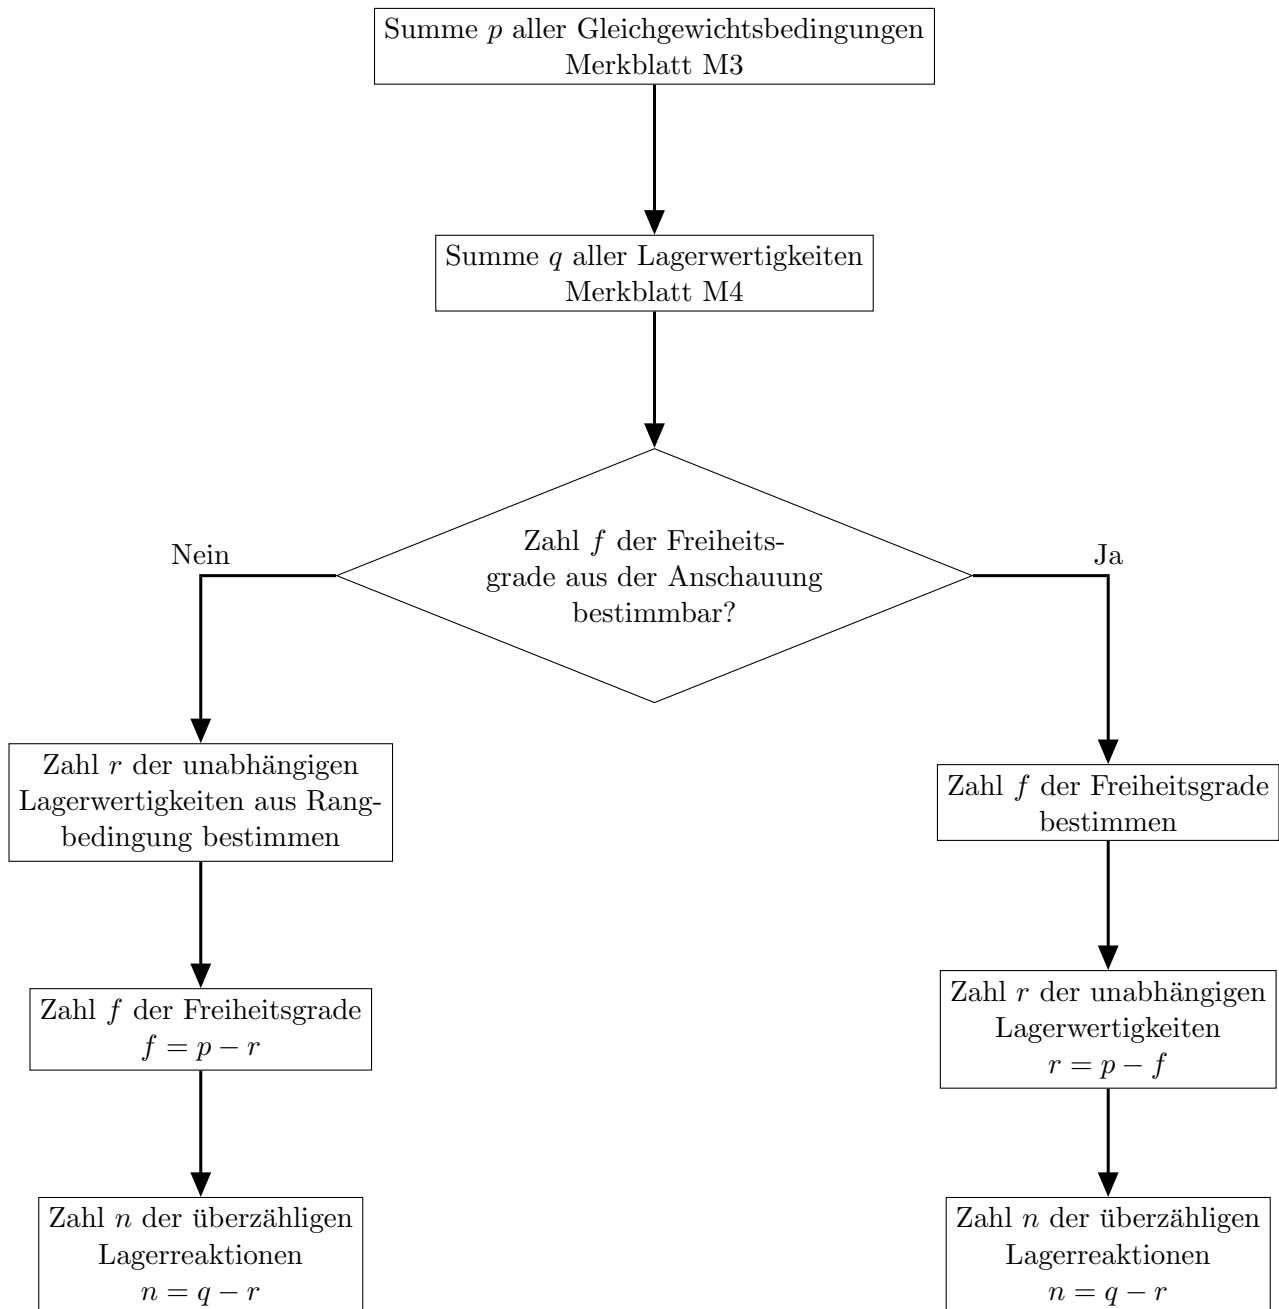 Summe p aller Gleichgewichtsbedingungen
Merkblatt M3
Summe q aller Lagerwertigkeiten
Merkblatt M4
Zahl f der Freiheits-
grade aus der Anschauung
bestimmbar?
Nein
Ja
Zahl r der unabhängigen
Lagerwertigkeiten aus Rang-
bedingung bestimmen
Zahl f der Freiheitsgrade
f = p − r
Zahl n der überzähligen
Lagerreaktionen
n = q − r
Zahl f der Freiheitsgrade
bestimmen
Zahl r der unabhängigen
Lagerwertigkeiten
r = p − f
Zahl n der überzähligen
Lagerreaktionen
n = q − r